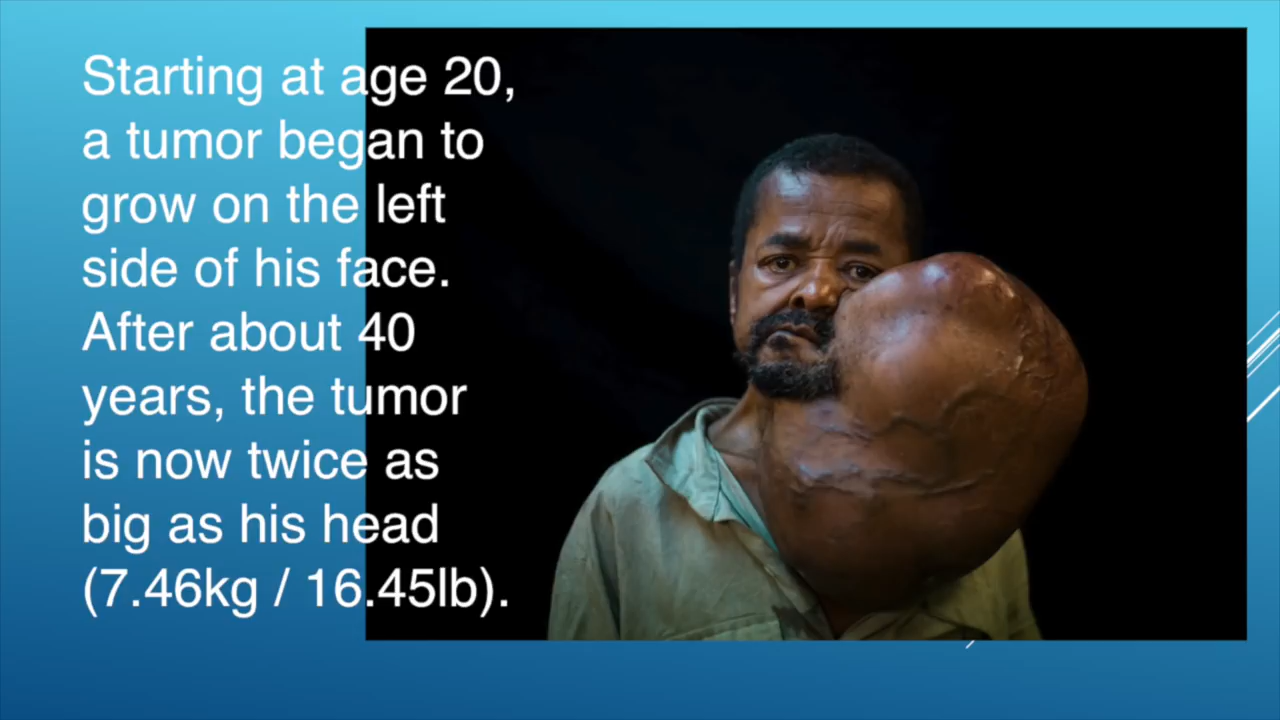 Starting at age 20,
a tumor began to
grow on the left
side of his face.
After about 40
years, the tumor
is now twice as
big as his head
(7.46kg / 16.45lb).